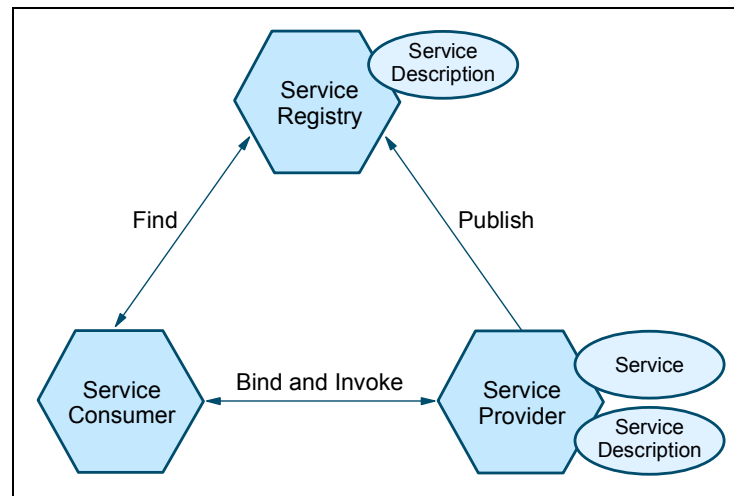 Service
Description
Service
Registry
Find
Publish
Service
Consumer
Bind and Invoke
Service
Provider
Service
Service
Description